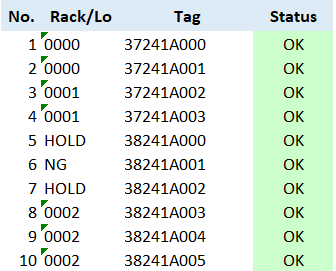 No. Rack/Lo Tag Status
1 0000 37241A000 OK
2 0000 37241A001 OK
3 0001 37241A002 OK
4 0001 37241A003 OK
5 HOLD 38241A000 OK
6 NG 38241A001 OK
7 HOLD 38241A002 OK
8 0002 38241A003 OK
9 0002 38241A004 OK
10 0002 38241A005 OK